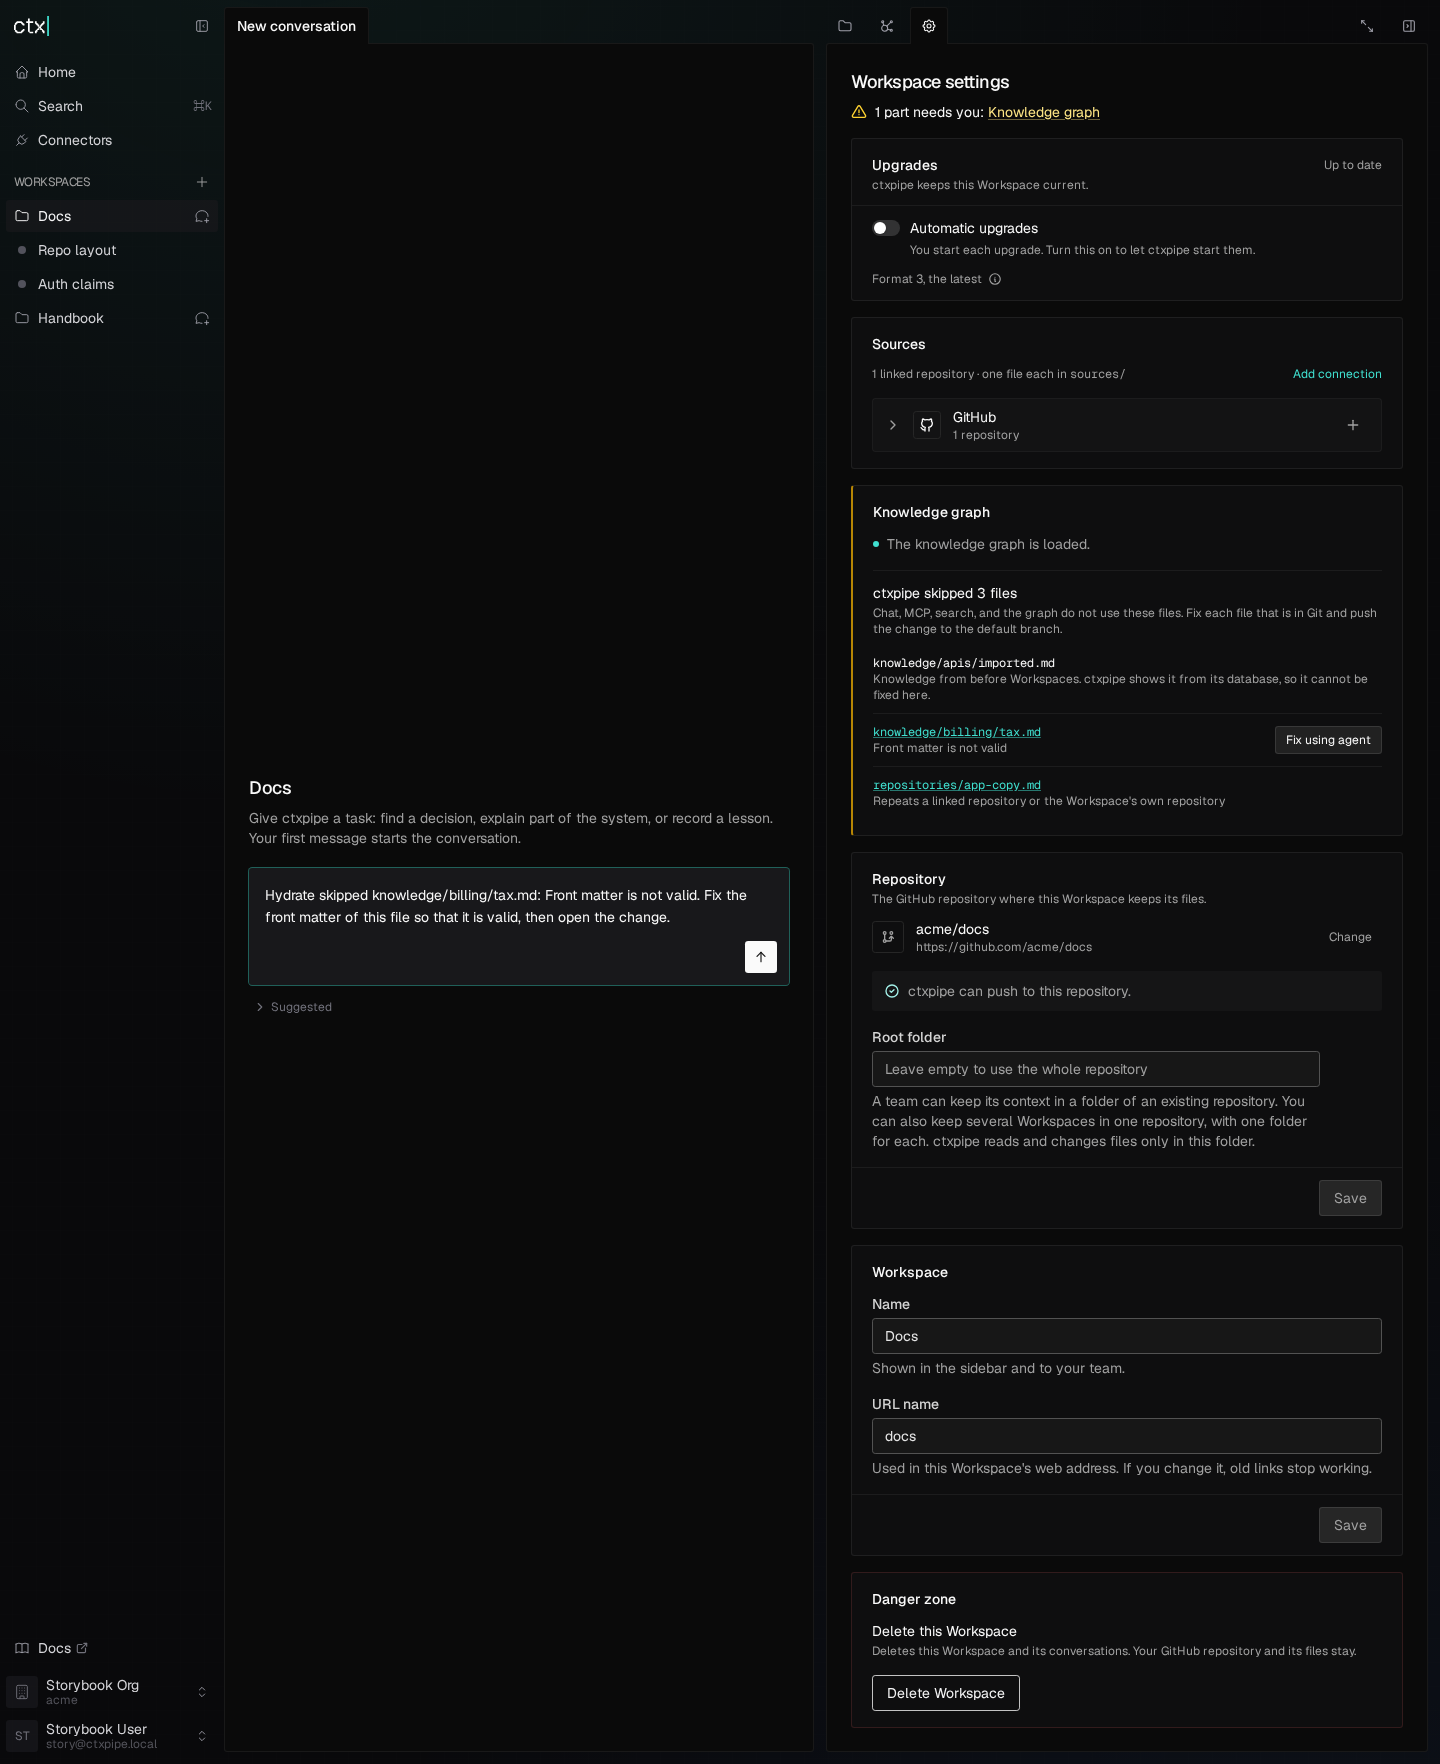 ctx
Home
Search ⌘K
Connectors
WORKSPACES
Docs
Repo layout
Auth claims
Handbook
Docs
Storybook Org
acme
ST
Storybook User
story@ctxpipe.local
New conversation
Docs
Give ctxpipe a task: find a decision, explain part of the system, or record a lesson.
Your first message starts the conversation.
Hydrate skipped knowledge/billing/tax.md: Front matter is not valid. Fix the
front matter of this file so that it is valid, then open the change.
Suggested
Workspace settings
1 part needs you: Knowledge graph
Upgrades
Up to date
ctxpipe keeps this Workspace current.
Automatic upgrades
You start each upgrade. Turn this on to let ctxpipe start them.
Format 3, the latest
Sources
1 linked repository · one file each in sources/
Add connection
GitHub
1 repository
Knowledge graph
The knowledge graph is loaded.
ctxpipe skipped 3 files
Chat, MCP, search, and the graph do not use these files. Fix each file that is in Git and push
the change to the default branch.
knowledge/apis/imported.md
Knowledge from before Workspaces. ctxpipe shows it from its database, so it cannot be
fixed here.
knowledge/billing/tax.md
Front matter is not valid
Fix using agent
repositories/app-copy.md
Repeats a linked repository or the Workspace's own repository
Repository
The GitHub repository where this Workspace keeps its files.
acme/docs
https://github.com/acme/docs
Change
ctxpipe can push to this repository.
Root folder
Leave empty to use the whole repository
A team can keep its context in a folder of an existing repository. You
can also keep several Workspaces in one repository, with one folder
for each. ctxpipe reads and changes files only in this folder.
Save
Workspace
Name
Docs
Shown in the sidebar and to your team.
URL name
docs
Used in this Workspace's web address. If you change it, old links stop working.
Save
Danger zone
Delete this Workspace
Deletes this Workspace and its conversations. Your GitHub repository and its files stay.
Delete Workspace